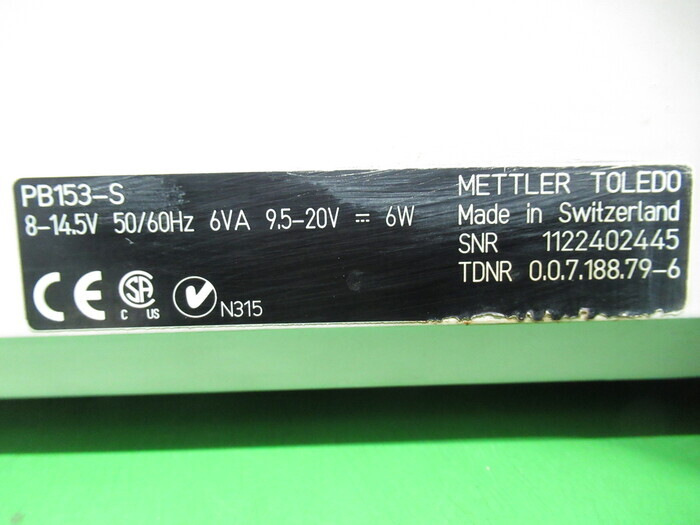 PB153-S
8-14.5V 50/60Hz 6VA 9.5-20V ⎓ 6W
CE
SA
C US
N315
METTLER TOLEDO
Made in Switzerland
SNR 1122402445
TDNR 0.0.7.188.79-6